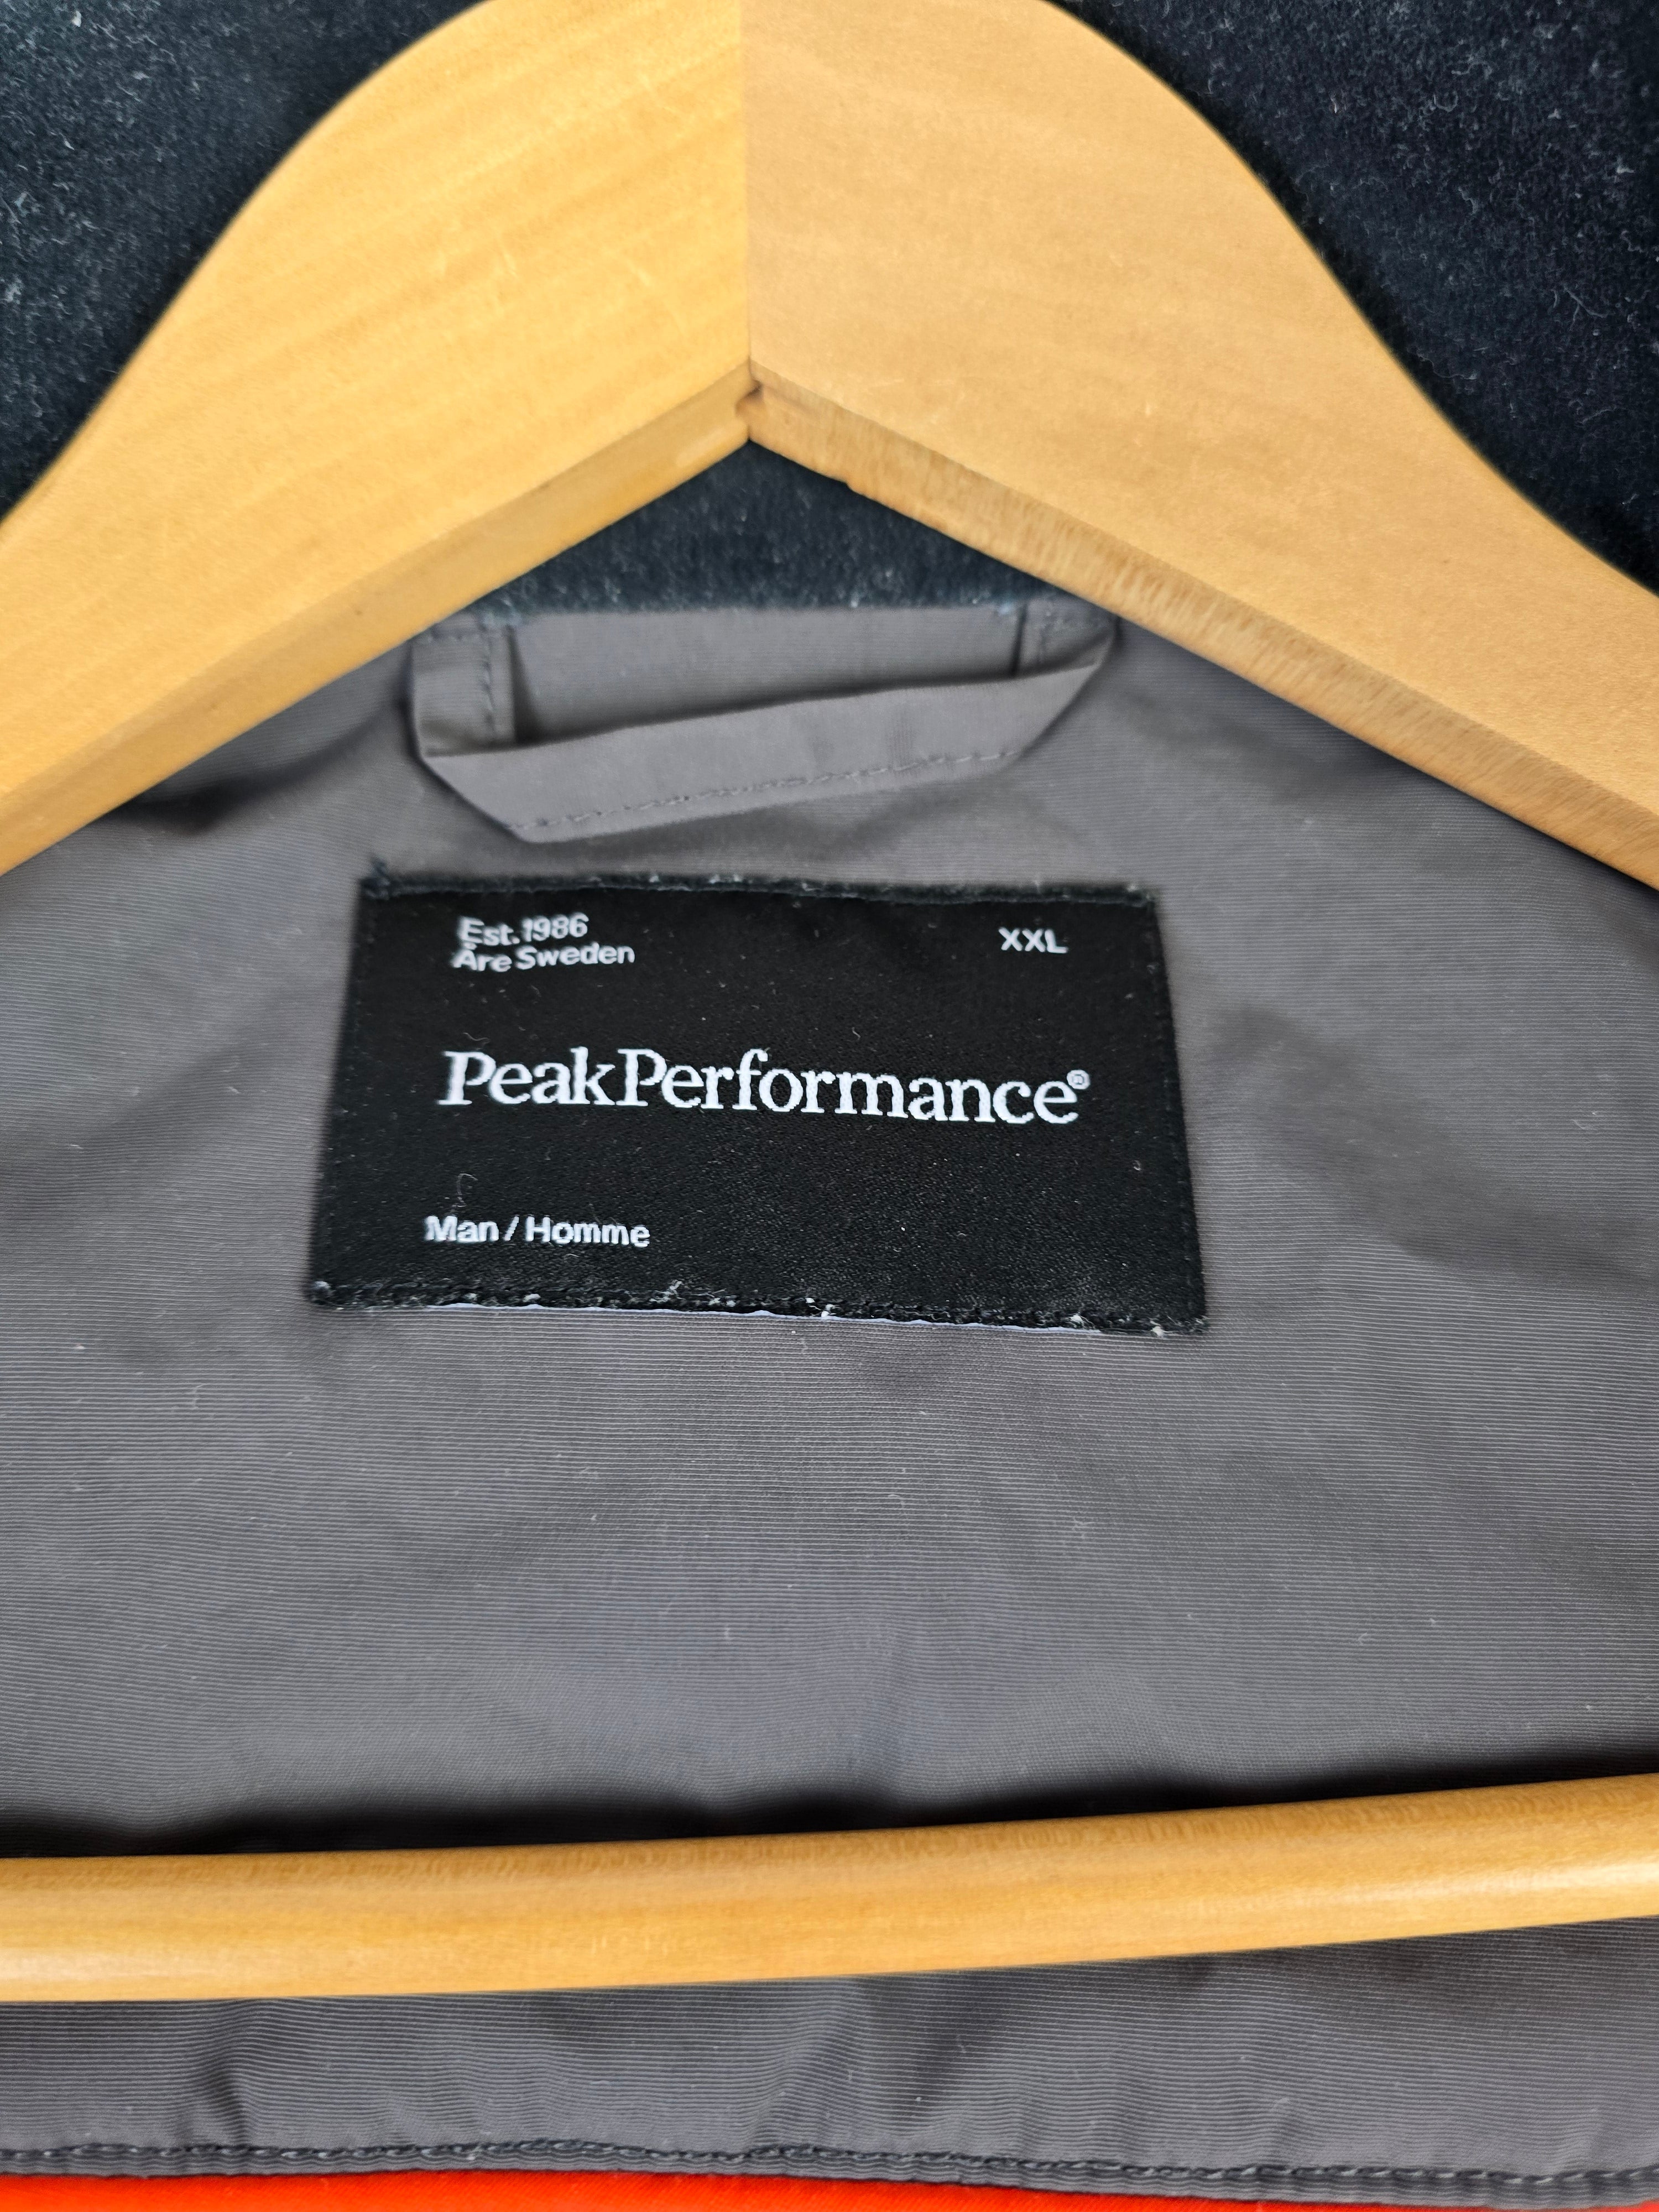 Est. 1986
Åre Sweden
XXL
PeakPerformance®
Man / Homme